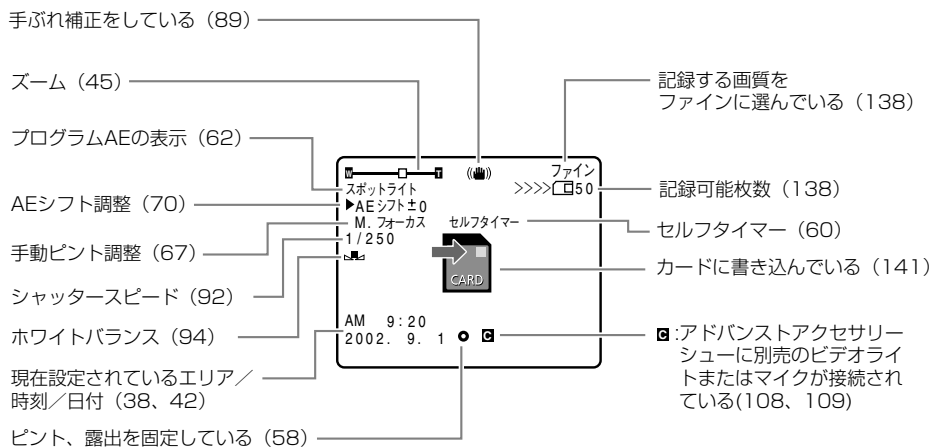 手ぶれ補正をしている（89）
ズーム（45）
プログラムAEの表示（62）
AEシフト調整（70）
手動ピント調整（67）
シャッタースピード（92）
ホワイトバランス（94）
現在設定されているエリア／
時刻／日付（38、42）
ピント、露出を固定している（58）
W T
ファイン
>>>>50
スポットライト
▶AEシフト±0
M. フォーカス
セルフタイマー
1/250
CARD
AM 9:20
2002. 9. 1
C
記録する画質を
ファインに選んでいる（138）
記録可能枚数（138）
セルフタイマー（60）
カードに書き込んでいる（141）
C:アドバンストアクセサリー
シューに別売のビデオライ
トまたはマイクが接続され
ている(108、109)